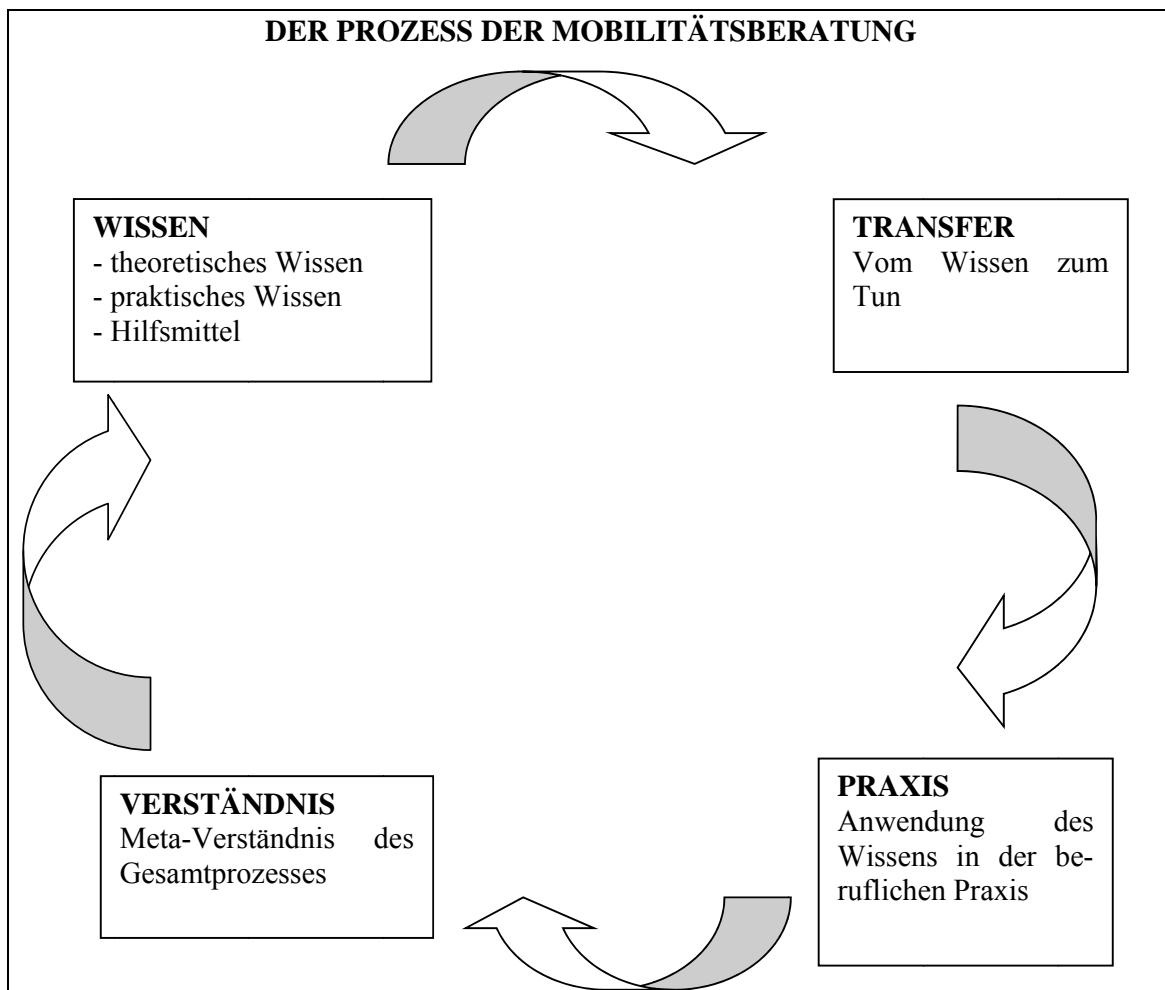 DER PROZESS DER MOBILITÄTSBERATUNG
WISSEN
- theoretisches Wissen
- praktisches Wissen
- Hilfsmittel
TRANSFER
Vom Wissen zum
Tun
VERSTÄNDNIS
Meta-Verständnis des
Gesamtprozesses
PRAXIS
Anwendung des
Wissens in der be-
ruflichen Praxis